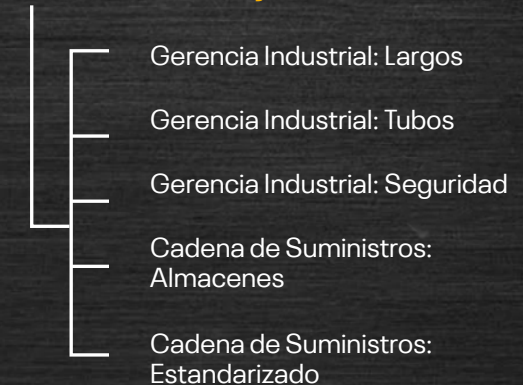 Gerencia Industrial: Largos
Gerencia Industrial: Tubos
Gerencia Industrial: Seguridad
Cadena de Suministros:
Almacenes
Cadena de Suministros:
Estandarizado